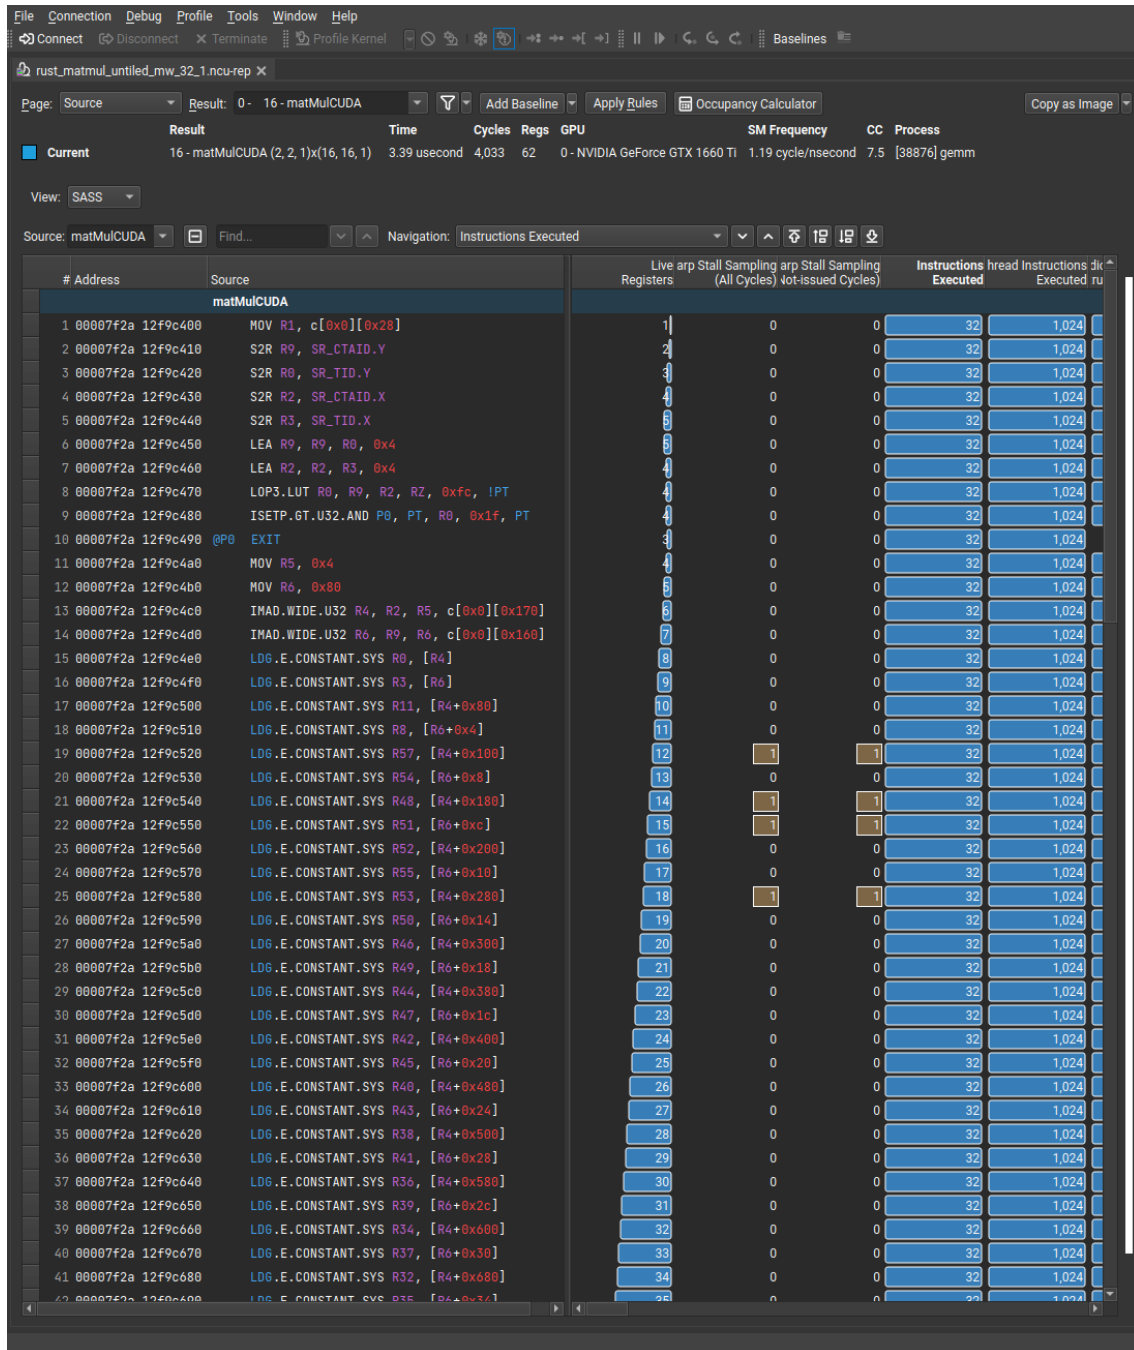 File Connection Debug Profile Tools Window Help
Connect Disconnect Terminate Profile Kernel Baselines
rust_matmul_untiled_mw_32_1.ncu-rep
Page: Source Result: 0 - 16 - matMulCUDA Add Baseline Apply Rules Occupancy Calculator Copy as Image
Result Time Cycles Regs GPU SM Frequency CC Process
Current 16 - matMulCUDA (2, 2, 1)x(16, 16, 1) 3.39 usecond 4,033 62 0 - NVIDIA GeForce GTX 1660 Ti 1.19 cycle/nsecond 7.5 [38876] gemm
View: SASS
Source: matMulCUDA Find... Navigation: Instructions Executed
Live arp Stall Sampling arp Stall Sampling Instructions hread Instructions dic
# Address Source Registers (All Cycles) Not-issued Cycles) Executed Executed ru
matMulCUDA
1 00007f2a 12f9c400 MOV R1, c[0x0][0x28] 1 0 0 32 1,024
2 00007f2a 12f9c410 S2R R9, SR_CTAID.Y 2 0 0 32 1,024
3 00007f2a 12f9c420 S2R R0, SR_TID.Y 3 0 0 32 1,024
4 00007f2a 12f9c430 S2R R2, SR_CTAID.X 4 0 0 32 1,024
5 00007f2a 12f9c440 S2R R3, SR_TID.X 5 0 0 32 1,024
6 00007f2a 12f9c450 LEA R9, R9, R0, 0x4 5 0 0 32 1,024
7 00007f2a 12f9c460 LEA R2, R2, R3, 0x4 4 0 0 32 1,024
8 00007f2a 12f9c470 LOP3.LUT R0, R9, R2, RZ, 0xfc, !PT 4 0 0 32 1,024
9 00007f2a 12f9c480 ISETP.GT.U32.AND P0, PT, R0, 0x1f, PT 4 0 0 32 1,024
10 00007f2a 12f9c490 @P0 EXIT 3 0 0 32 1,024
11 00007f2a 12f9c4a0 MOV R5, 0x4 4 0 0 32 1,024
12 00007f2a 12f9c4b0 MOV R6, 0x80 5 0 0 32 1,024
13 00007f2a 12f9c4c0 IMAD.WIDE.U32 R4, R2, R5, c[0x0][0x170] 6 0 0 32 1,024
14 00007f2a 12f9c4d0 IMAD.WIDE.U32 R6, R9, R6, c[0x0][0x160] 7 0 0 32 1,024
15 00007f2a 12f9c4e0 LDG.E.CONSTANT.SYS R0, [R4] 8 0 0 32 1,024
16 00007f2a 12f9c4f0 LDG.E.CONSTANT.SYS R3, [R6] 9 0 0 32 1,024
17 00007f2a 12f9c500 LDG.E.CONSTANT.SYS R11, [R4+0x80] 10 0 0 32 1,024
18 00007f2a 12f9c510 LDG.E.CONSTANT.SYS R8, [R6+0x4] 11 0 0 32 1,024
19 00007f2a 12f9c520 LDG.E.CONSTANT.SYS R57, [R4+0x100] 12 1 1 32 1,024
20 00007f2a 12f9c530 LDG.E.CONSTANT.SYS R54, [R6+0x8] 13 0 0 32 1,024
21 00007f2a 12f9c540 LDG.E.CONSTANT.SYS R48, [R4+0x180] 14 1 1 32 1,024
22 00007f2a 12f9c550 LDG.E.CONSTANT.SYS R51, [R6+0xc] 15 1 1 32 1,024
23 00007f2a 12f9c560 LDG.E.CONSTANT.SYS R52, [R4+0x200] 16 0 0 32 1,024
24 00007f2a 12f9c570 LDG.E.CONSTANT.SYS R55, [R6+0x10] 17 0 0 32 1,024
25 00007f2a 12f9c580 LDG.E.CONSTANT.SYS R53, [R4+0x280] 18 1 1 32 1,024
26 00007f2a 12f9c590 LDG.E.CONSTANT.SYS R50, [R6+0x14] 19 0 0 32 1,024
27 00007f2a 12f9c5a0 LDG.E.CONSTANT.SYS R46, [R4+0x300] 20 0 0 32 1,024
28 00007f2a 12f9c5b0 LDG.E.CONSTANT.SYS R49, [R6+0x18] 21 0 0 32 1,024
29 00007f2a 12f9c5c0 LDG.E.CONSTANT.SYS R44, [R4+0x380] 22 0 0 32 1,024
30 00007f2a 12f9c5d0 LDG.E.CONSTANT.SYS R47, [R6+0x1c] 23 0 0 32 1,024
31 00007f2a 12f9c5e0 LDG.E.CONSTANT.SYS R42, [R4+0x400] 24 0 0 32 1,024
32 00007f2a 12f9c5f0 LDG.E.CONSTANT.SYS R45, [R6+0x20] 25 0 0 32 1,024
33 00007f2a 12f9c600 LDG.E.CONSTANT.SYS R40, [R4+0x480] 26 0 0 32 1,024
34 00007f2a 12f9c610 LDG.E.CONSTANT.SYS R43, [R6+0x24] 27 0 0 32 1,024
35 00007f2a 12f9c620 LDG.E.CONSTANT.SYS R38, [R4+0x500] 28 0 0 32 1,024
36 00007f2a 12f9c630 LDG.E.CONSTANT.SYS R41, [R6+0x28] 29 0 0 32 1,024
37 00007f2a 12f9c640 LDG.E.CONSTANT.SYS R36, [R4+0x580] 30 0 0 32 1,024
38 00007f2a 12f9c650 LDG.E.CONSTANT.SYS R39, [R6+0x2c] 31 0 0 32 1,024
39 00007f2a 12f9c660 LDG.E.CONSTANT.SYS R34, [R4+0x600] 32 0 0 32 1,024
40 00007f2a 12f9c670 LDG.E.CONSTANT.SYS R37, [R6+0x30] 33 0 0 32 1,024
41 00007f2a 12f9c680 LDG.E.CONSTANT.SYS R32, [R4+0x680] 34 0 0 32 1,024
42 00007f2a 12f9c690 LDG.E.CONSTANT.SYS R35, [R6+0x34] 35 0 0 32 1,024